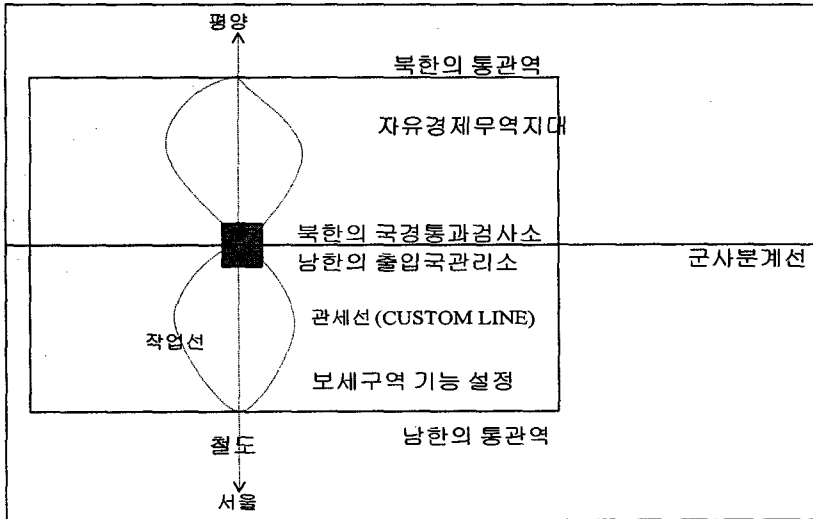 평양
북한의 통관역
자유경제무역지대
북한의 국경통과검사소
남한의 출입국관리소
군사분계선
관세선 (CUSTOM LINE)
작업선
보세구역 기능 설정
철도
남한의 통관역
서울